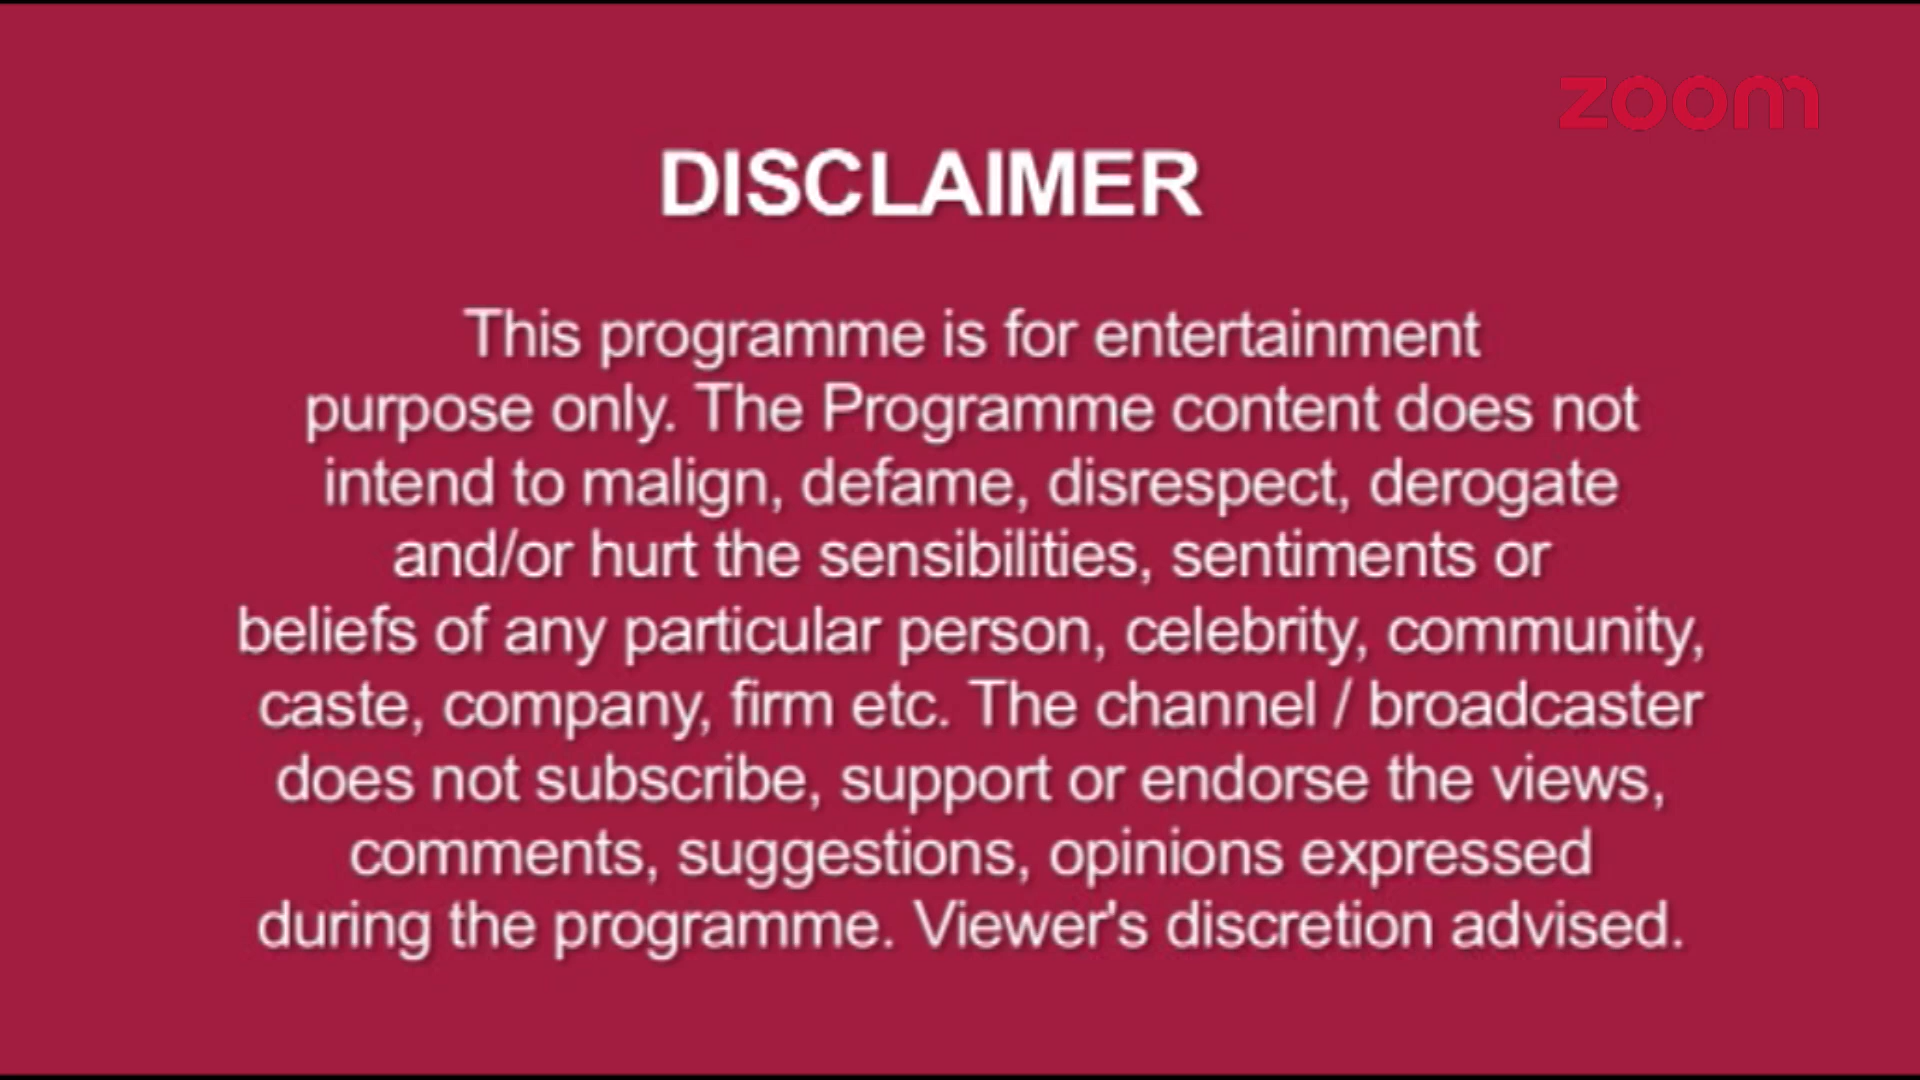 zoom
DISCLAIMER
This programme is for entertainment
purpose only. The Programme content does not
intend to malign, defame, disrespect, derogate
and/or hurt the sensibilities, sentiments or
beliefs of any particular person, celebrity, community,
caste, company, firm etc. The channel / broadcaster
does not subscribe, support or endorse the views,
comments, suggestions, opinions expressed
during the programme. Viewer's discretion advised.